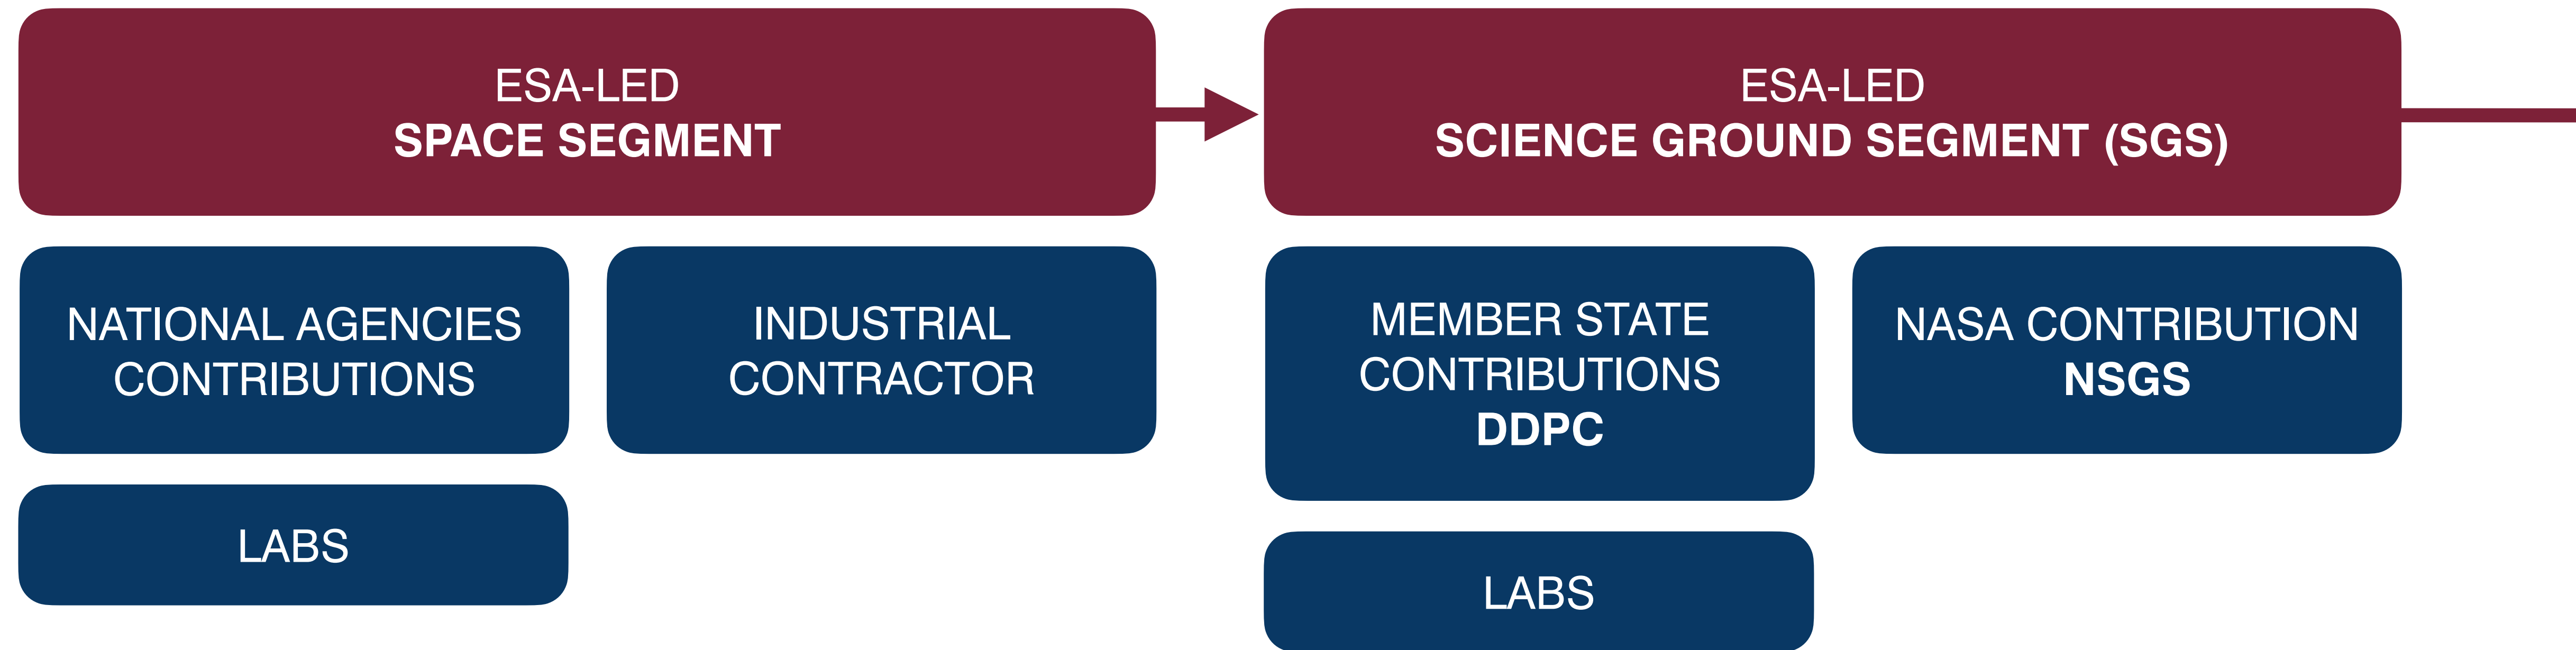 ESA-LED
SPACE SEGMENT
ESA-LED
SCIENCE GROUND SEGMENT (SGS)
NATIONAL AGENCIES
CONTRIBUTIONS
INDUSTRIAL
CONTRACTOR
MEMBER STATE
CONTRIBUTIONS
DDPC
NASA CONTRIBUTION
NSGS
LABS
LABS